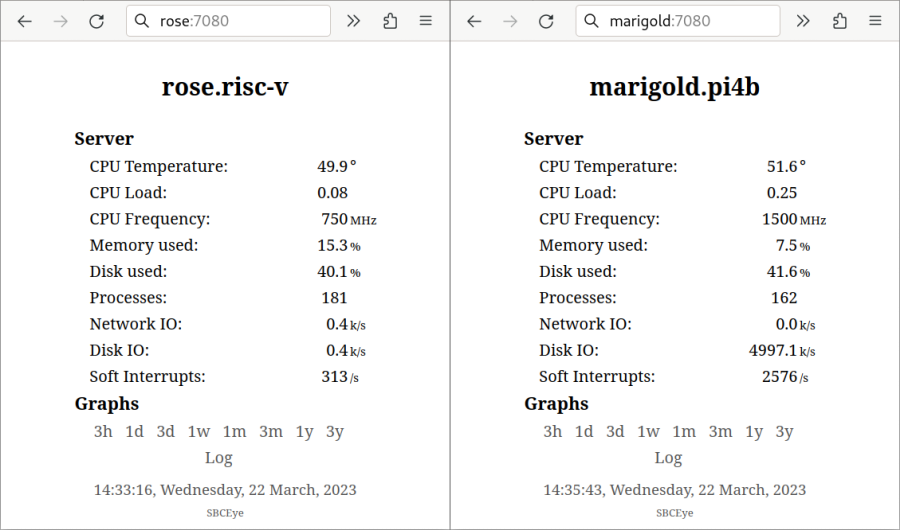 rose:7080
rose.risc-v
Server
CPU Temperature: 49.9°
CPU Load: 0.08
CPU Frequency: 750 MHz
Memory used: 15.3 %
Disk used: 40.1 %
Processes: 181
Network IO: 0.4 k/s
Disk IO: 0.4 k/s
Soft Interrupts: 313 /s
Graphs
3h 1d 3d 1w 1m 3m 1y 3y
Log
14:33:16, Wednesday, 22 March, 2023
SBCEye
marigold:7080
marigold.pi4b
Server
CPU Temperature: 51.6°
CPU Load: 0.25
CPU Frequency: 1500 MHz
Memory used: 7.5 %
Disk used: 41.6 %
Processes: 162
Network IO: 0.0 k/s
Disk IO: 4997.1 k/s
Soft Interrupts: 2576 /s
Graphs
3h 1d 3d 1w 1m 3m 1y 3y
Log
14:35:43, Wednesday, 22 March, 2023
SBCEye